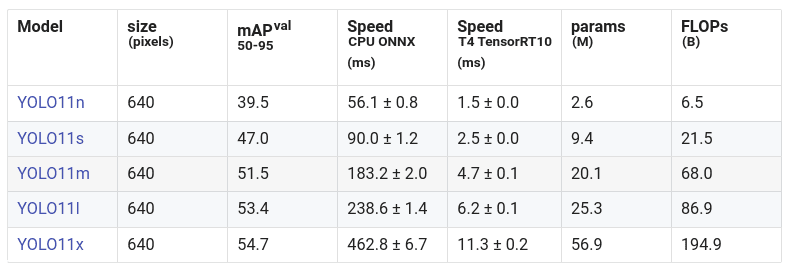 Model size (pixels) mAPval 50-95 Speed CPU ONNX (ms) Speed T4 TensorRT10 (ms) params (M) FLOPs (B)
YOLO11n 640 39.5 56.1 ± 0.8 1.5 ± 0.0 2.6 6.5
YOLO11s 640 47.0 90.0 ± 1.2 2.5 ± 0.0 9.4 21.5
YOLO11m 640 51.5 183.2 ± 2.0 4.7 ± 0.1 20.1 68.0
YOLO11l 640 53.4 238.6 ± 1.4 6.2 ± 0.1 25.3 86.9
YOLO11x 640 54.7 462.8 ± 6.7 11.3 ± 0.2 56.9 194.9